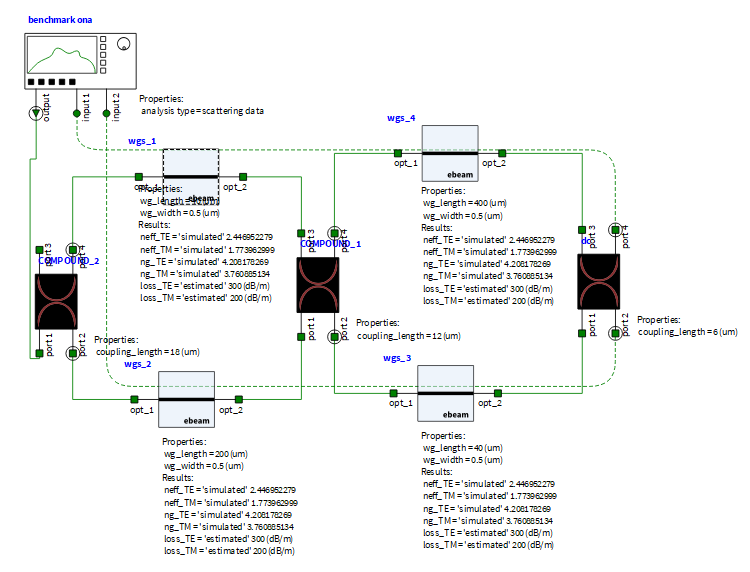 benchmark ona
output
input 1
input 2
Properties:
analysis type=scattering data
wgs_1
opt_1
opt_2
ebeam
Properties:
wg_width=0.5 (um)
Results:
neff_TE='simulated' 2.446952279
neff_TM='simulated' 1.773962999
ng_TE='simulated' 4.208178269
ng_TM='simulated' 3.760885134
loss_TE='estimated' 300 (dB/m)
loss_TM='estimated' 200 (dB/m)
wgs_4
opt_1
opt_2
ebeam
Properties:
wg_length=400 (um)
wg_width=0.5 (um)
Results:
neff_TE='simulated' 2.446952279
neff_TM='simulated' 1.773962999
ng_TE='simulated' 4.208178269
ng_TM='simulated' 3.760885134
loss_TE='estimated' 300 (dB/m)
loss_TM='estimated' 200 (dB/m)
port 3
port 4
COMPOUND_2
port 1
port 2
Properties:
coupling_length=18 (um)
port 3
port 4
COMPOUND_1
port 1
port 2
Properties:
coupling_length=12 (um)
port 3
port 4
port 1
port 2
Properties:
coupling_length=6 (um)
wgs_2
opt_1
opt_2
ebeam
Properties:
wg_length=200 (um)
wg_width=0.5 (um)
Results:
neff_TE='simulated' 2.446952279
neff_TM='simulated' 1.773962999
ng_TE='simulated' 4.208178269
ng_TM='simulated' 3.760885134
loss_TE='estimated' 300 (dB/m)
loss_TM='estimated' 200 (dB/m)
wgs_3
opt_1
opt_2
ebeam
Properties:
wg_length=40 (um)
wg_width=0.5 (um)
Results:
neff_TE='simulated' 2.446952279
neff_TM='simulated' 1.773962999
ng_TE='simulated' 4.208178269
ng_TM='simulated' 3.760885134
loss_TE='estimated' 300 (dB/m)
loss_TM='estimated' 200 (dB/m)